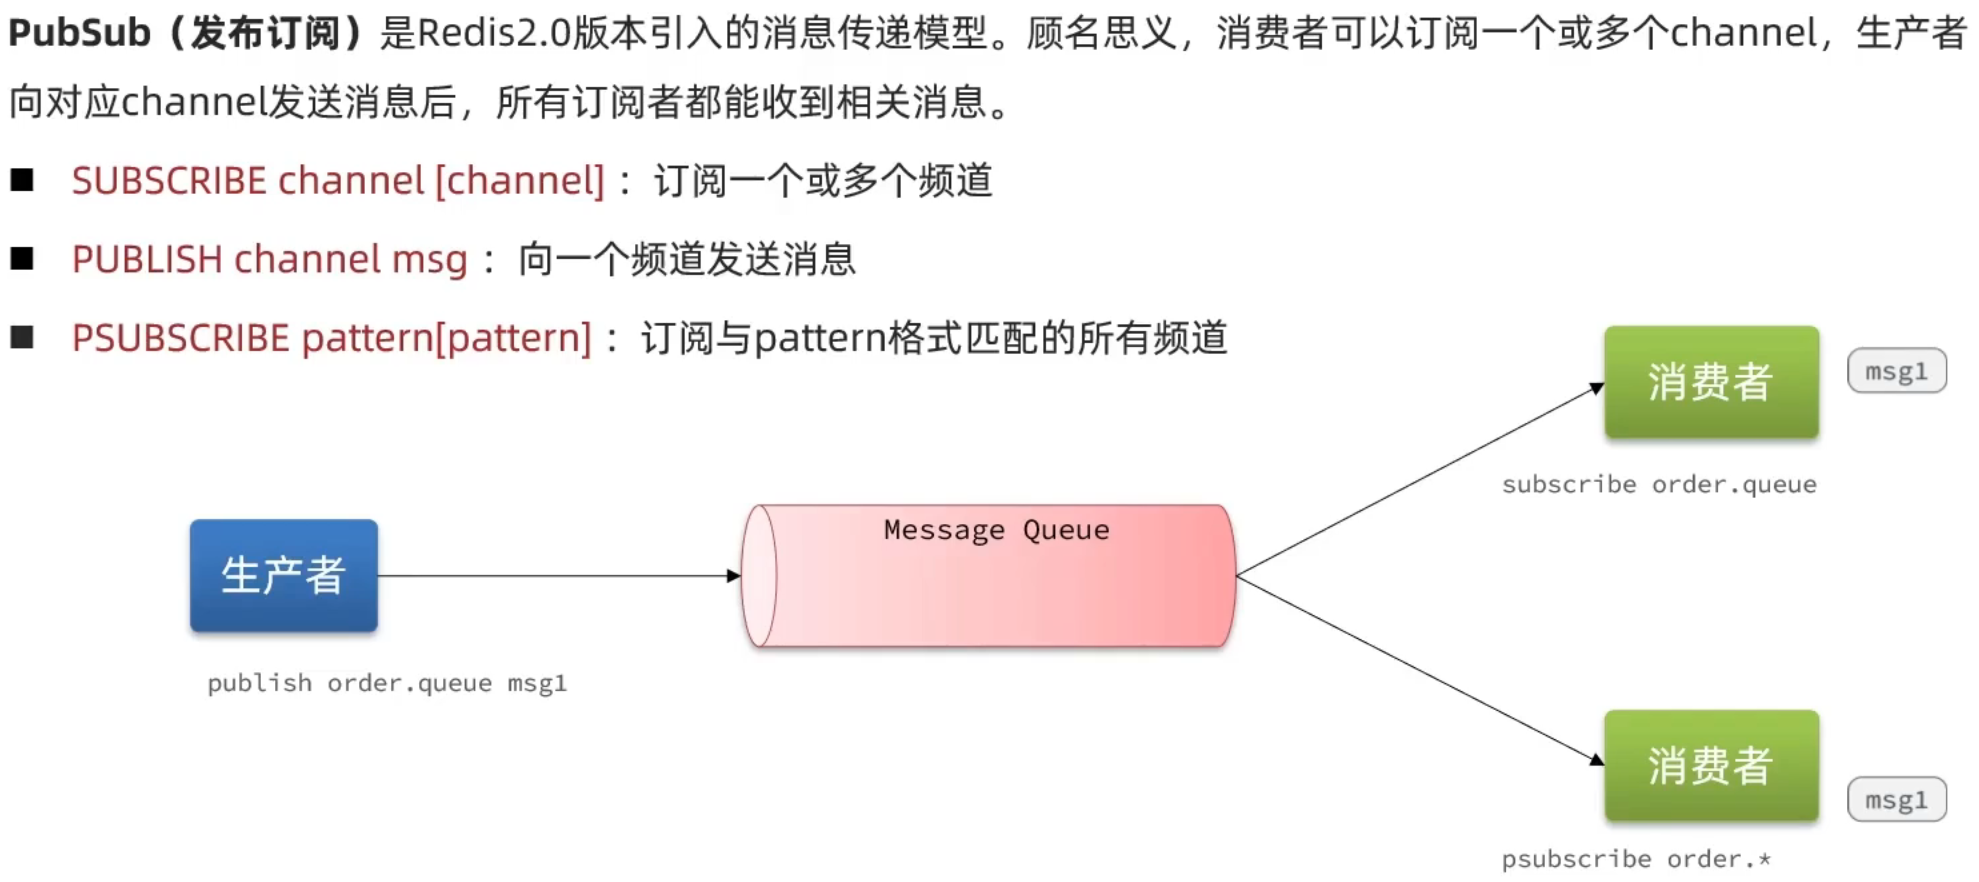 PubSub（发布订阅）是Redis2.0版本引入的消息传递模型。顾名思义，消费者可以订阅一个或多个channel，生产者
向对应channel发送消息后，所有订阅者都能收到相关消息。
SUBSCRIBE channel [channel] ：订阅一个或多个频道
PUBLISH channel msg ：向一个频道发送消息
PSUBSCRIBE pattern[pattern] ：订阅与pattern格式匹配的所有频道
消费者
msg1
subscribe order.queue
Message Queue
生产者
publish order.queue msg1
消费者
msg1
psubscribe order.*